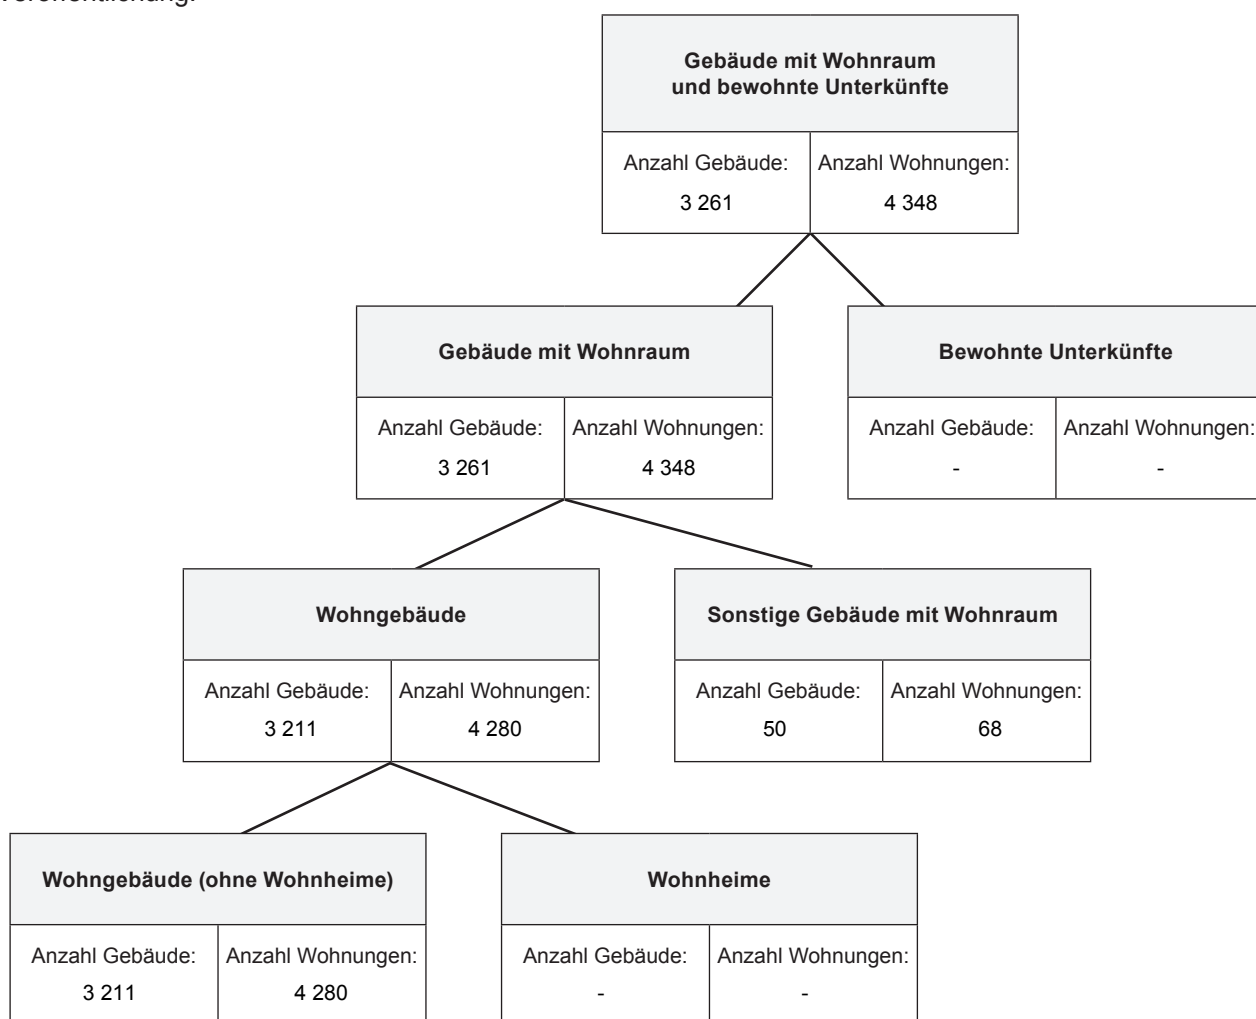 Veröffentlichung.
Gebäude mit Wohnraum
und bewohnte Unterkünfte
Anzahl Gebäude: Anzahl Wohnungen:
3 261 4 348
Gebäude mit Wohnraum
Anzahl Gebäude: Anzahl Wohnungen:
3 261 4 348
Bewohnte Unterkünfte
Anzahl Gebäude: Anzahl Wohnungen:
- -
Wohngebäude
Anzahl Gebäude: Anzahl Wohnungen:
3 211 4 280
Sonstige Gebäude mit Wohnraum
Anzahl Gebäude: Anzahl Wohnungen:
50 68
Wohngebäude (ohne Wohnheime)
Anzahl Gebäude: Anzahl Wohnungen:
3 211 4 280
Wohnheime
Anzahl Gebäude: Anzahl Wohnungen:
- -